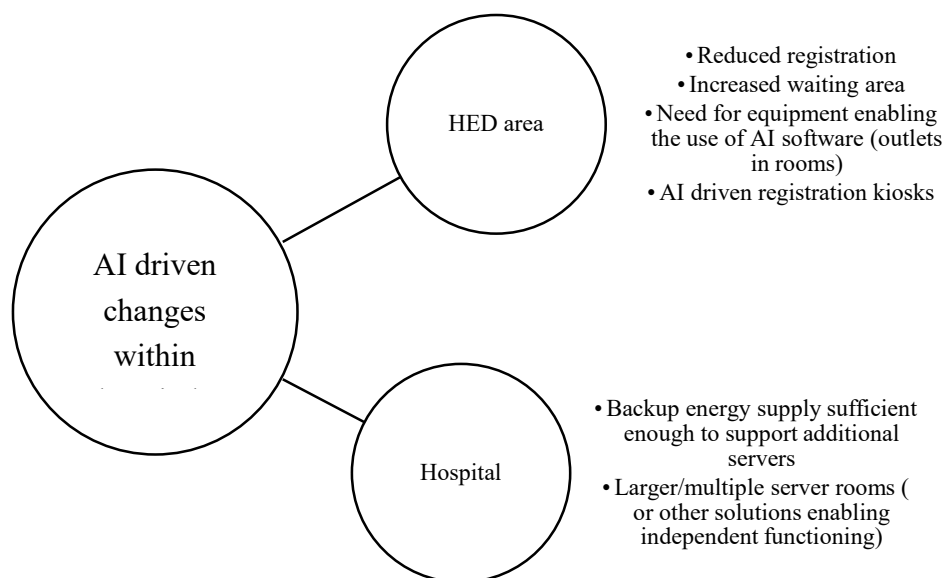 • Reduced registration
• Increased waiting area
• Need for equipment enabling
the use of AI software (outlets
in rooms)
• AI driven registration kiosks
HED area
AI driven
changes
within
Hospital
• Backup energy supply sufficient
enough to support additional
servers
• Larger/multiple server rooms (
or other solutions enabling
independent functioning)